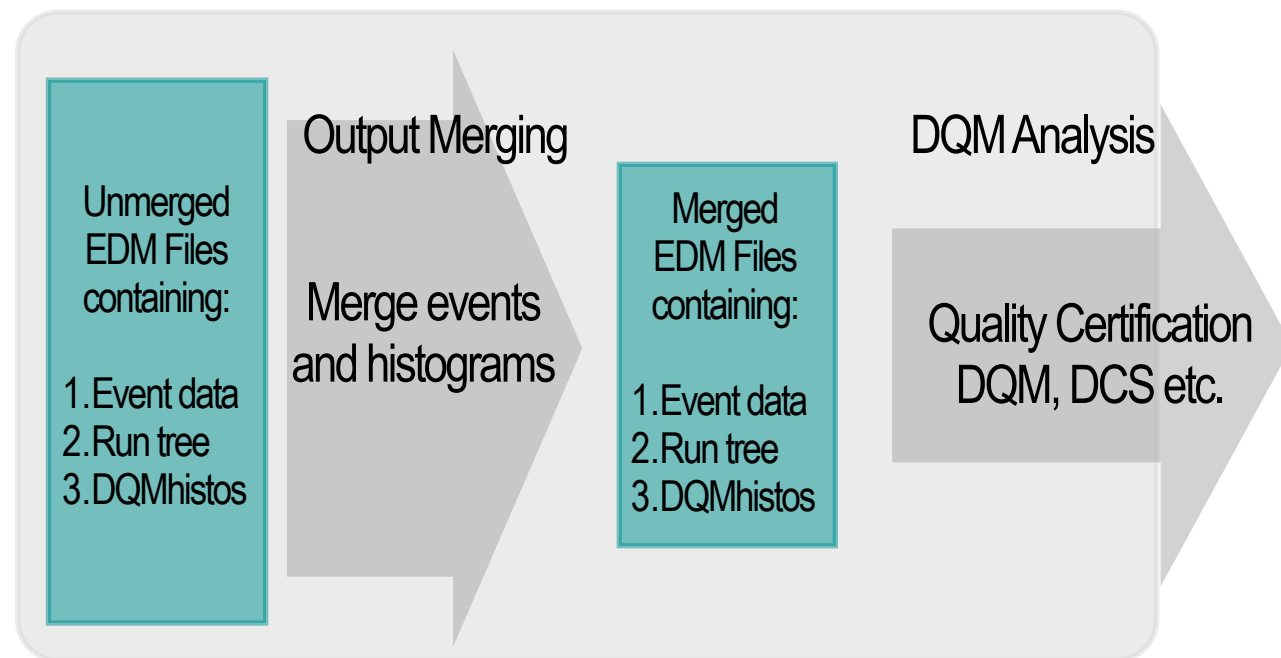 Unmerged
EDM Files
containing:
1.Event data
2.Run tree
3.DQMhistos
Output Merging
Merge events
and histograms
Merged
EDM Files
containing:
1.Event data
2.Run tree
3.DQMhistos
DQM Analysis
Quality Certification
DQM, DCS etc.